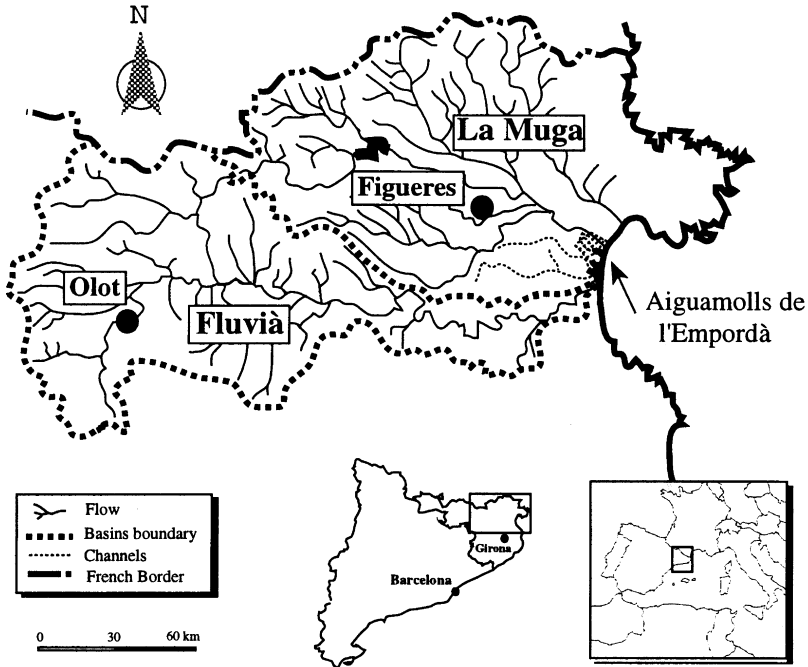 N
La Muga
Figueres
Olot
Fluvià
Aiguamolls de
l'Empordà
Flow
Basins boundary
Channels
French Border
0 30 60 km
Girona
Barcelona